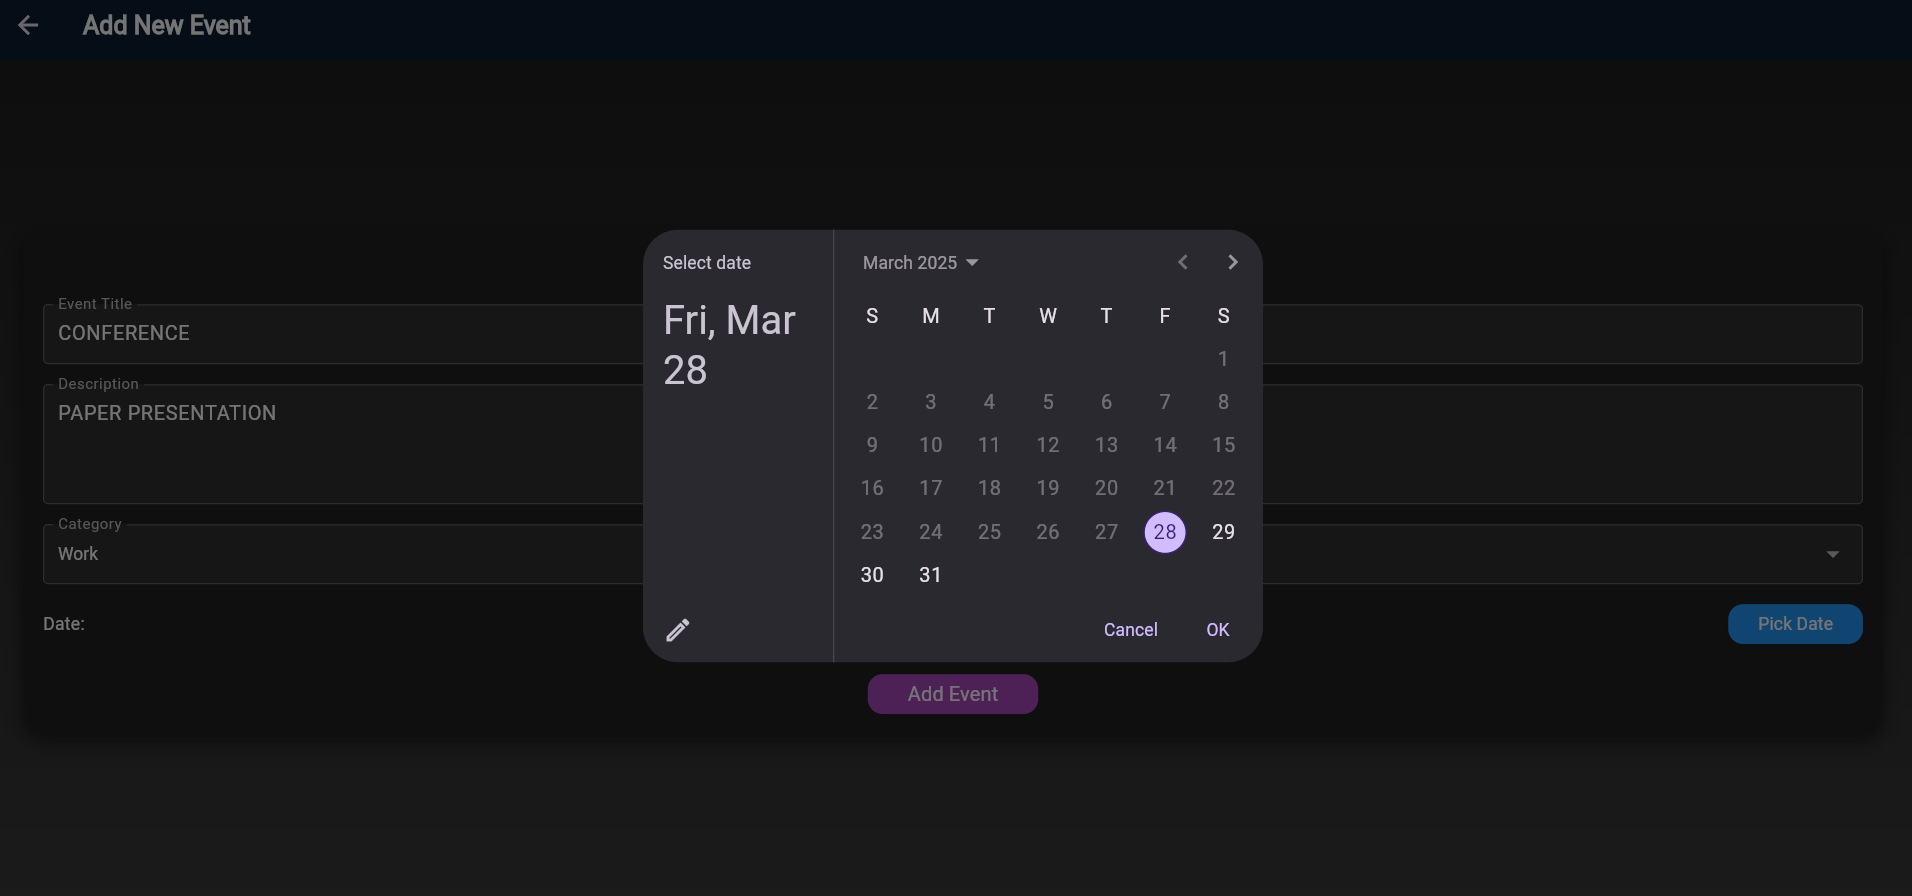 Add New Event
Event Title
CONFERENCE
Description
PAPER PRESENTATION
Category
Work
Date:
Pick Date
Add Event
Select date
Fri, Mar
28
March 2025
S M T W T F S
1
2 3 4 5 6 7 8
9 10 11 12 13 14 15
16 17 18 19 20 21 22
23 24 25 26 27 28 29
30 31
Cancel OK